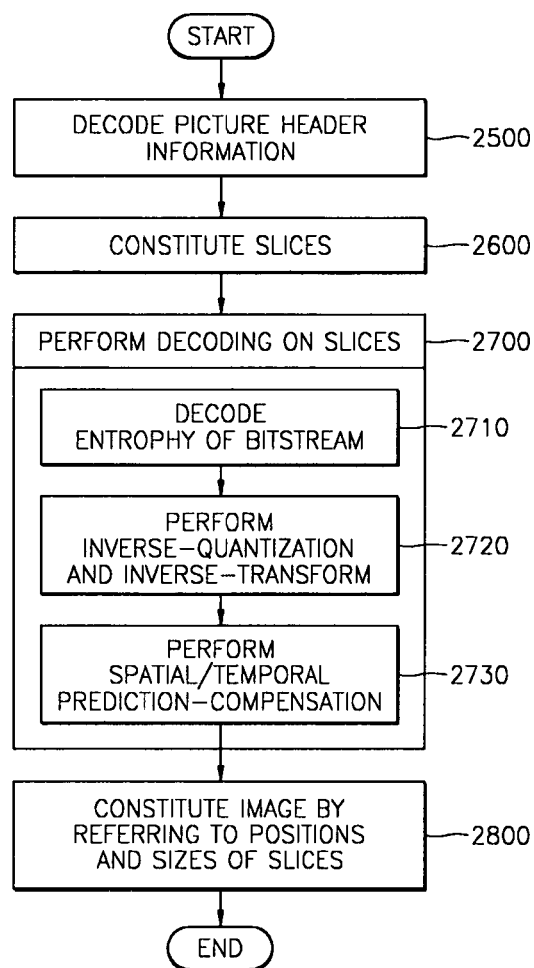 START
DECODE PICTURE HEADER
INFORMATION
2500
CONSTITUTE SLICES
2600
PERFORM DECODING ON SLICES
2700
DECODE
ENTROPHY OF BITSTREAM
2710
PERFORM
INVERSE-QUANTIZATION
AND INVERSE-TRANSFORM
2720
PERFORM
SPATIAL/TEMPORAL
PREDICTION-COMPENSATION
2730
CONSTITUTE IMAGE BY
REFERRING TO POSITIONS
AND SIZES OF SLICES
2800
END